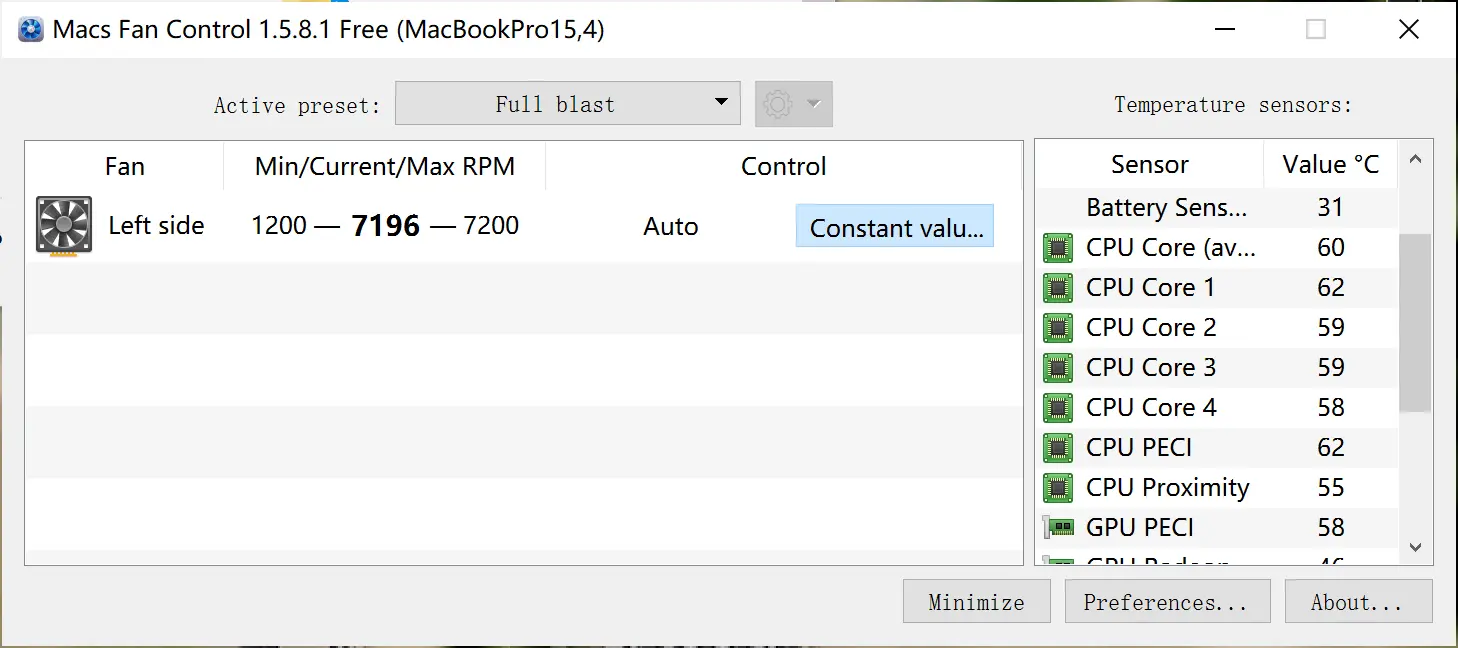 Macs Fan Control 1.5.8.1 Free (MacBookPro15,4)
Active preset: Full blast Temperature sensors:
Fan Min/Current/Max RPM Control
Left side 1200 — 7196 — 7200 Auto Constant valu...
Sensor Value °C
Battery Sens... 31
CPU Core (av... 60
CPU Core 1 62
CPU Core 2 59
CPU Core 3 59
CPU Core 4 58
CPU PECI 62
CPU Proximity 55
GPU PECI 58
GPU Radeon 46
Minimize Preferences... About...